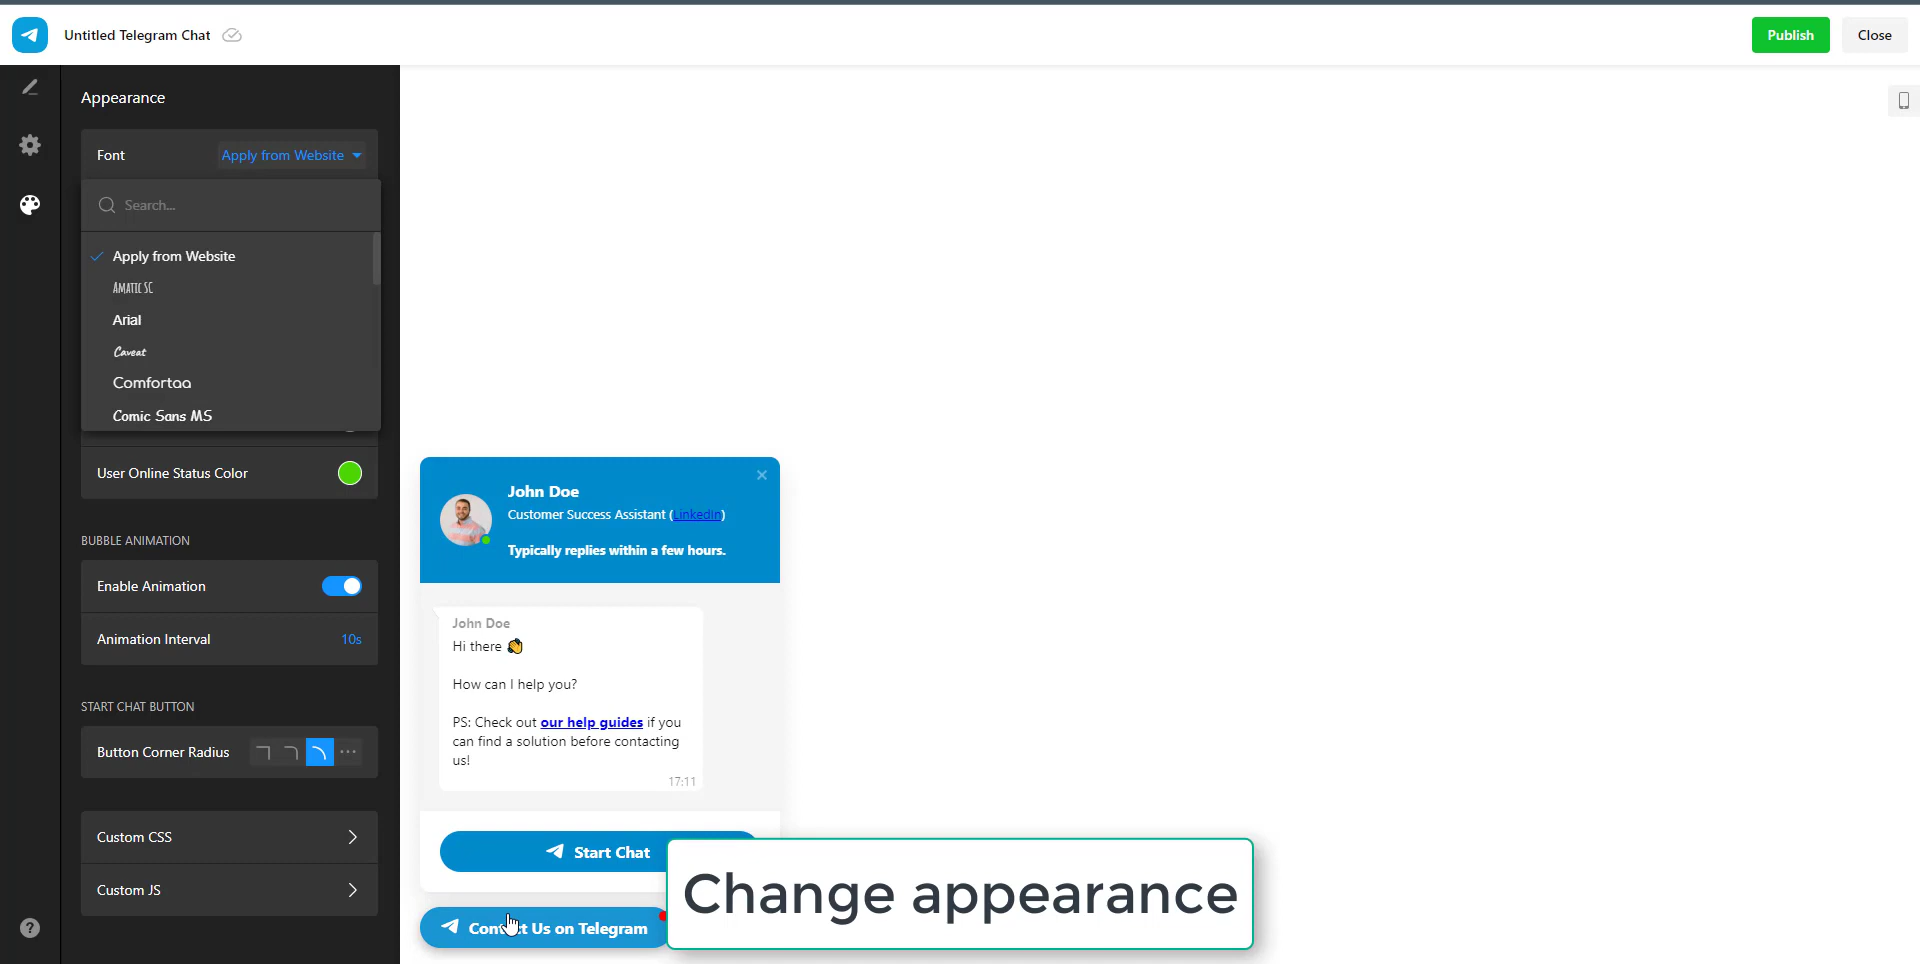 Untitled Telegram Chat
Publish
Close
Appearance
Font
Apply from Website
Search...
Apply from Website
Amatic SC
Arial
Caveat
Comfortaa
Comic Sans MS
User Online Status Color
BUBBLE ANIMATION
Enable Animation
Animation Interval
10s
START CHAT BUTTON
Button Corner Radius
Custom CSS
Custom JS
?
John Doe
Customer Success Assistant (LinkedIn)
Typically replies within a few hours.
John Doe
Hi there 👋
How can I help you?
PS: Check out our help guides if you
can find a solution before contacting
us!
17:11
Start Chat
Contact Us on Telegram
Change appearance